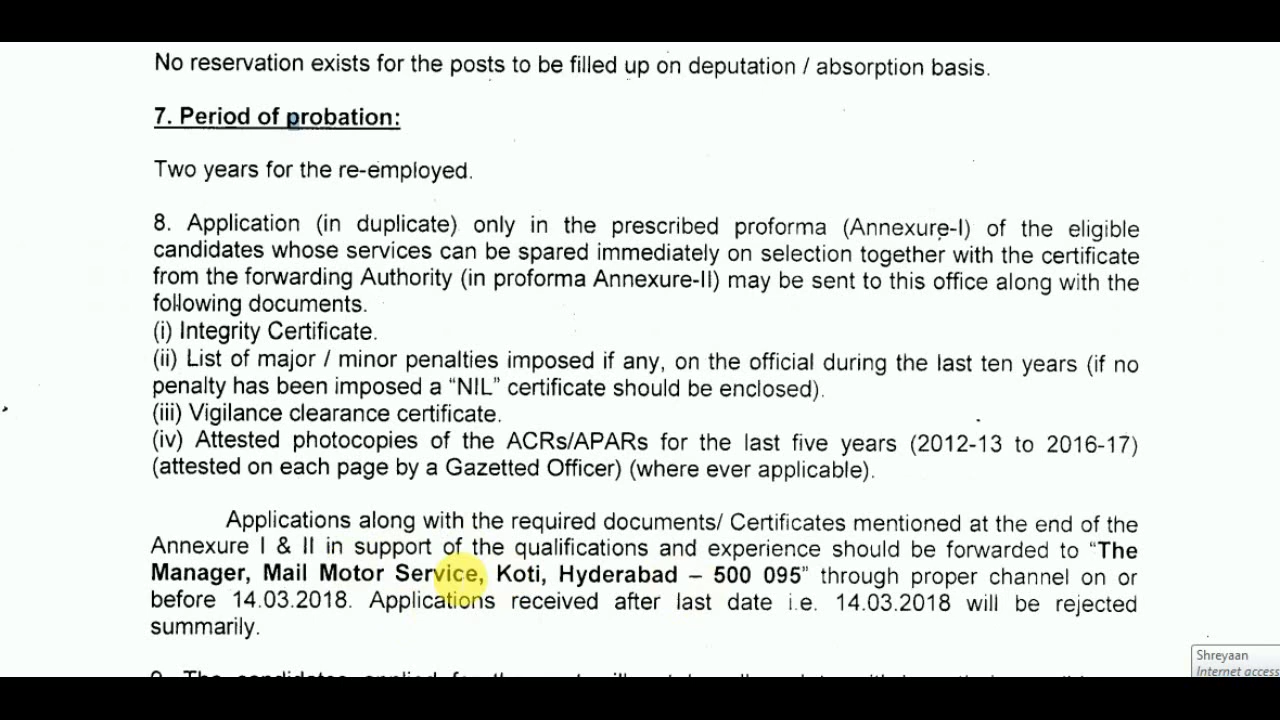 No reservation exists for the posts to be filled up on deputation / absorption basis.
7. Period of probation:
Two years for the re-employed.
8. Application (in duplicate) only in the prescribed proforma (Annexure-I) of the eligible
candidates whose services can be spared immediately on selection together with the certificate
from the forwarding Authority (in proforma Annexure-II) may be sent to this office along with the
following documents.
(i) Integrity Certificate.
(ii) List of major / minor penalties imposed if any, on the official during the last ten years (if no
penalty has been imposed a “NIL” certificate should be enclosed).
(iii) Vigilance clearance certificate.
(iv) Attested photocopies of the ACRs/APARs for the last five years (2012-13 to 2016-17)
(attested on each page by a Gazetted Officer) (where ever applicable).
Applications along with the required documents/ Certificates mentioned at the end of the
Annexure I & II in support of the qualifications and experience should be forwarded to “The
Manager, Mail Motor Service, Koti, Hyderabad – 500 095” through proper channel on or
before 14.03.2018. Applications received after last date i.e. 14.03.2018 will be rejected
summarily.
Shreyaan
Internet access